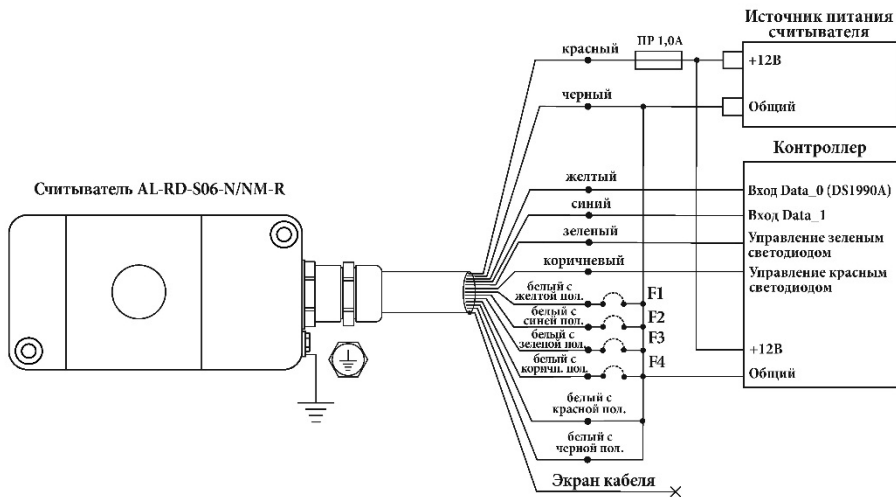 Источник питания
считывателя
красный
ПР 1,0А
+12В
черный
Общий
Контроллер
Считыватель AL-RD-S06-N/NM-R
желтый
Вход Data_0 (DS1990A)
синий
Вход Data_1
зеленый
Управление зеленым
светодиодом
коричневый
Управление красным
светодиодом
белый с
желтой пол.
F1
белый с
синей пол.
F2
белый с
зеленой пол.
F3
белый с
коричн. пол.
F4
+12В
Общий
белый с
красной пол.
белый с
черной пол.
Экран кабеля